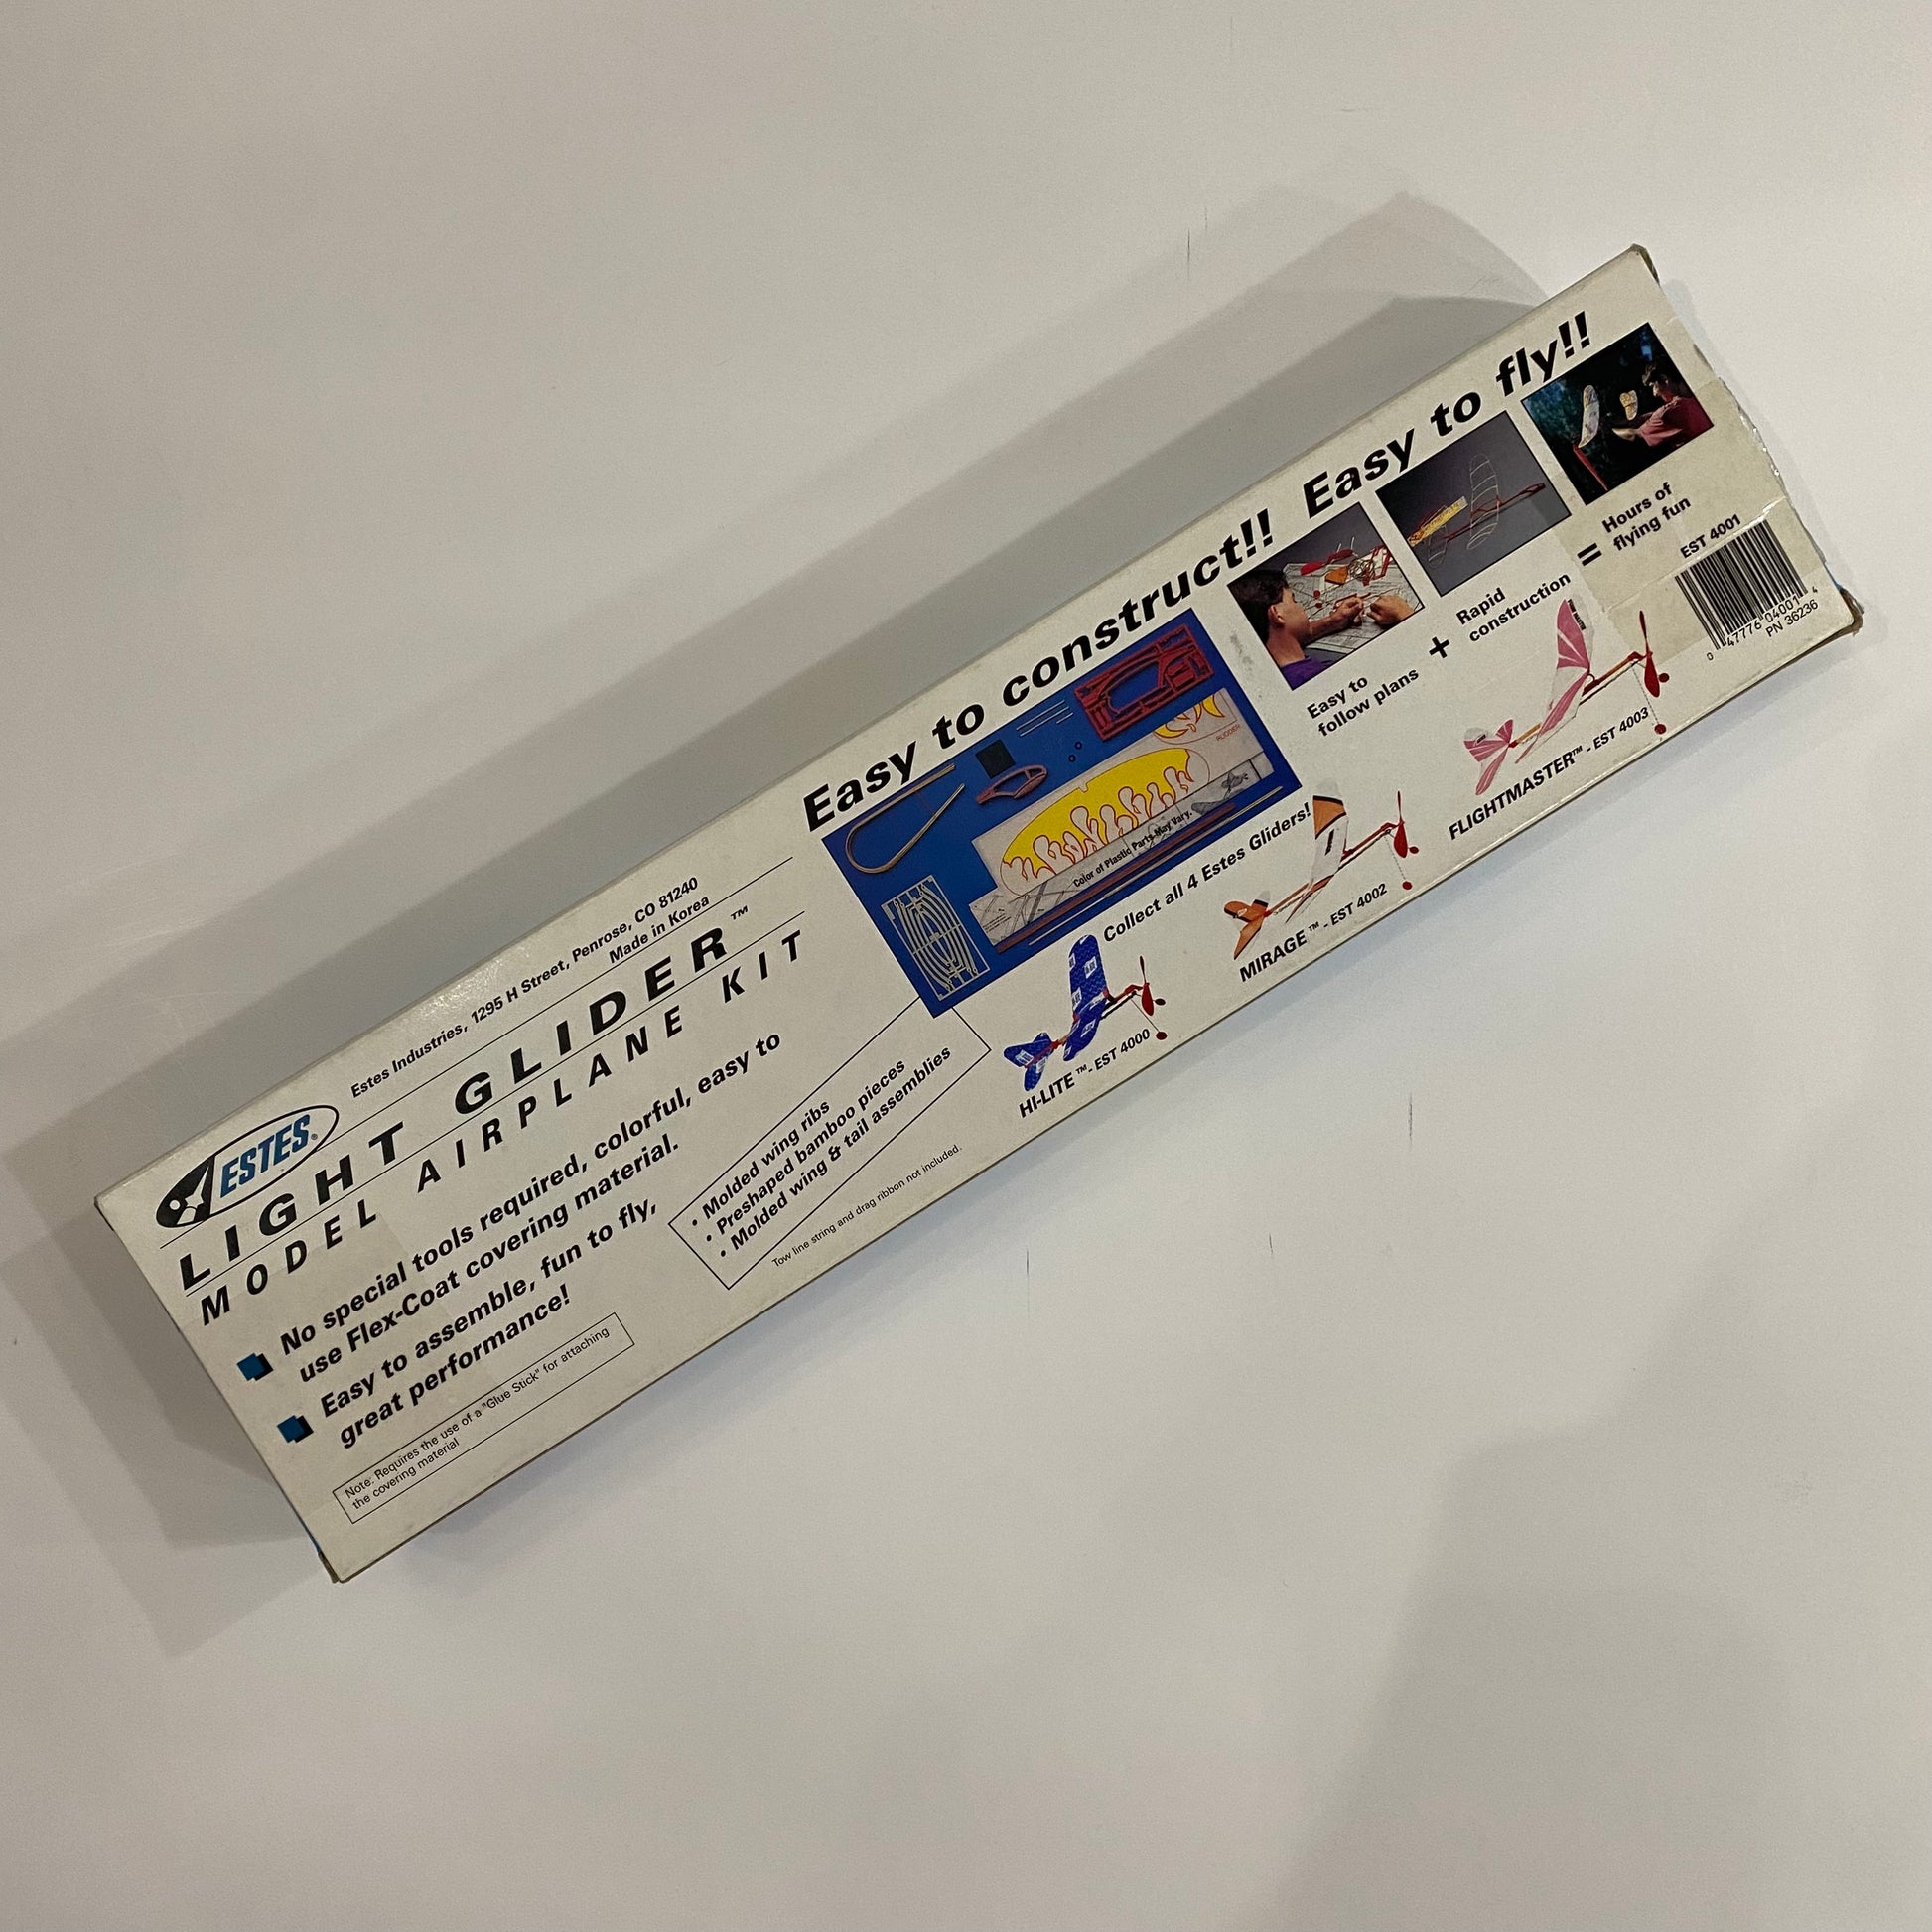 ESTES®
Estes Industries, 1295 H Street, Penrose, CO 81240
Made in Korea
LIGHT GLIDER™
MODEL AIRPLANE KIT
No special tools required, colorful, easy to
use Flex-Coat covering material.
Easy to assemble, fun to fly,
great performance!
Note: Requires the use of a "Glue Stick" for attaching
the covering material
• Molded wing ribs
• Preshaped bamboo pieces
• Molded wing & tail assemblies
Tow line string and drag ribbon not included.
Easy to construct!! Easy to fly!!
RUDDER
Color of Plastic Parts May Vary.
Easy to
follow plans
+
Rapid
construction
=
Hours of
flying fun
Collect all 4 Estes Gliders!
HI-LITE™ - EST 4000
MIRAGE™ - EST 4002
FLIGHTMASTER™ - EST 4003
EST 4001
0 47776 04001 4
PN 36236